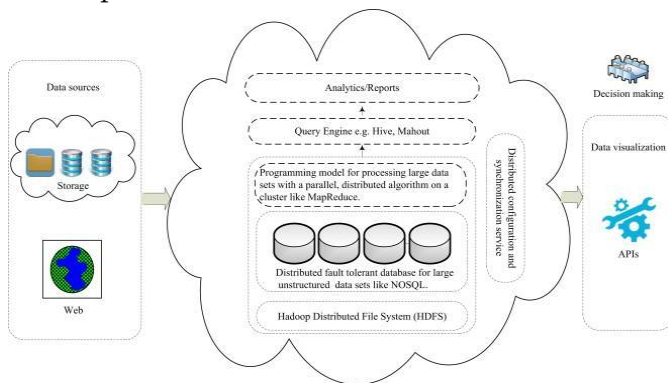 Data sources
Storage
Web
Analytics/Reports
Query Engine e.g. Hive, Mahout
Programming model for processing large data
sets with a parallel, distributed algorithm on a
cluster like MapReduce.
Distributed fault tolerant database for large
unstructured data sets like NOSQL.
Hadoop Distributed File System (HDFS)
Distributed configuration and
synchronization service
Decision making
Data visualization
APIs